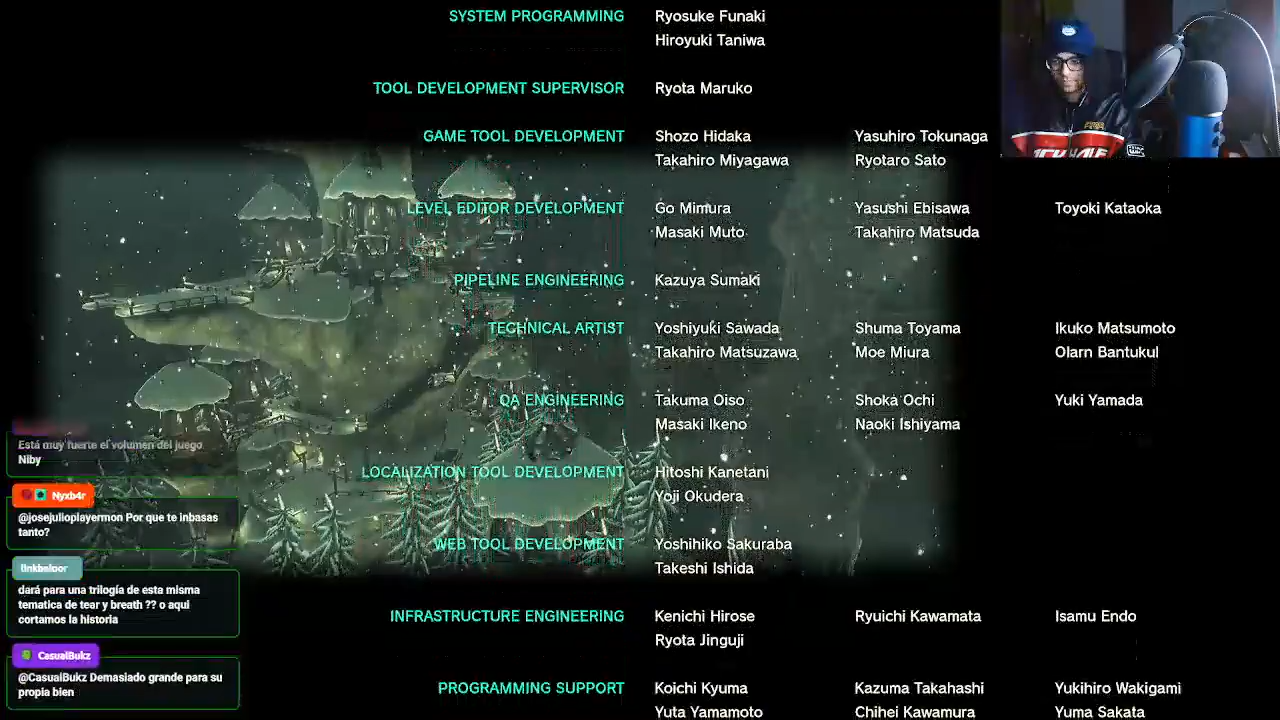 SYSTEM PROGRAMMING Ryosuke Funaki
Hiroyuki Taniwa
TOOL DEVELOPMENT SUPERVISOR Ryota Maruko
GAME TOOL DEVELOPMENT Shozo Hidaka Yasuhiro Tokunaga
Takahiro Miyagawa Ryotaro Sato
LEVEL EDITOR DEVELOPMENT Go Mimura Yasushi Ebisawa Toyoki Kataoka
Masaki Muto Takahiro Matsuda
PIPELINE ENGINEERING Kazuya Sumaki
TECHNICAL ARTIST Yoshiyuki Sawada Shuma Toyama Ikuko Matsumoto
Takahiro Matsuzawa Moe Miura Olarn Bantukul
QA ENGINEERING Takuma Oiso Shoka Ochi Yuki Yamada
Masaki Ikeno Naoki Ishiyama
LOCALIZATION TOOL DEVELOPMENT Hitoshi Kanetani
Yoji Okudera
WEB TOOL DEVELOPMENT Yoshihiko Sakuraba
Takeshi Ishida
INFRASTRUCTURE ENGINEERING Kenichi Hirose Ryuichi Kawamata Isamu Endo
Ryota Jinguji
PROGRAMMING SUPPORT Koichi Kyuma Kazuma Takahashi Yukihiro Wakigami
Yuta Yamamoto Chihei Kawamura Yuma Sakata
Está muy fuerte el volumen del juego
Niby
Nyxb4r
@josejulioplayermon Por que te inbasas
tanto?
dará para una trilogía de esta misma
tematica de tear y breath ?? o aqui
cortamos la historia
CasualBukz
@CasualBukz Demasiado grande para su
propia bien